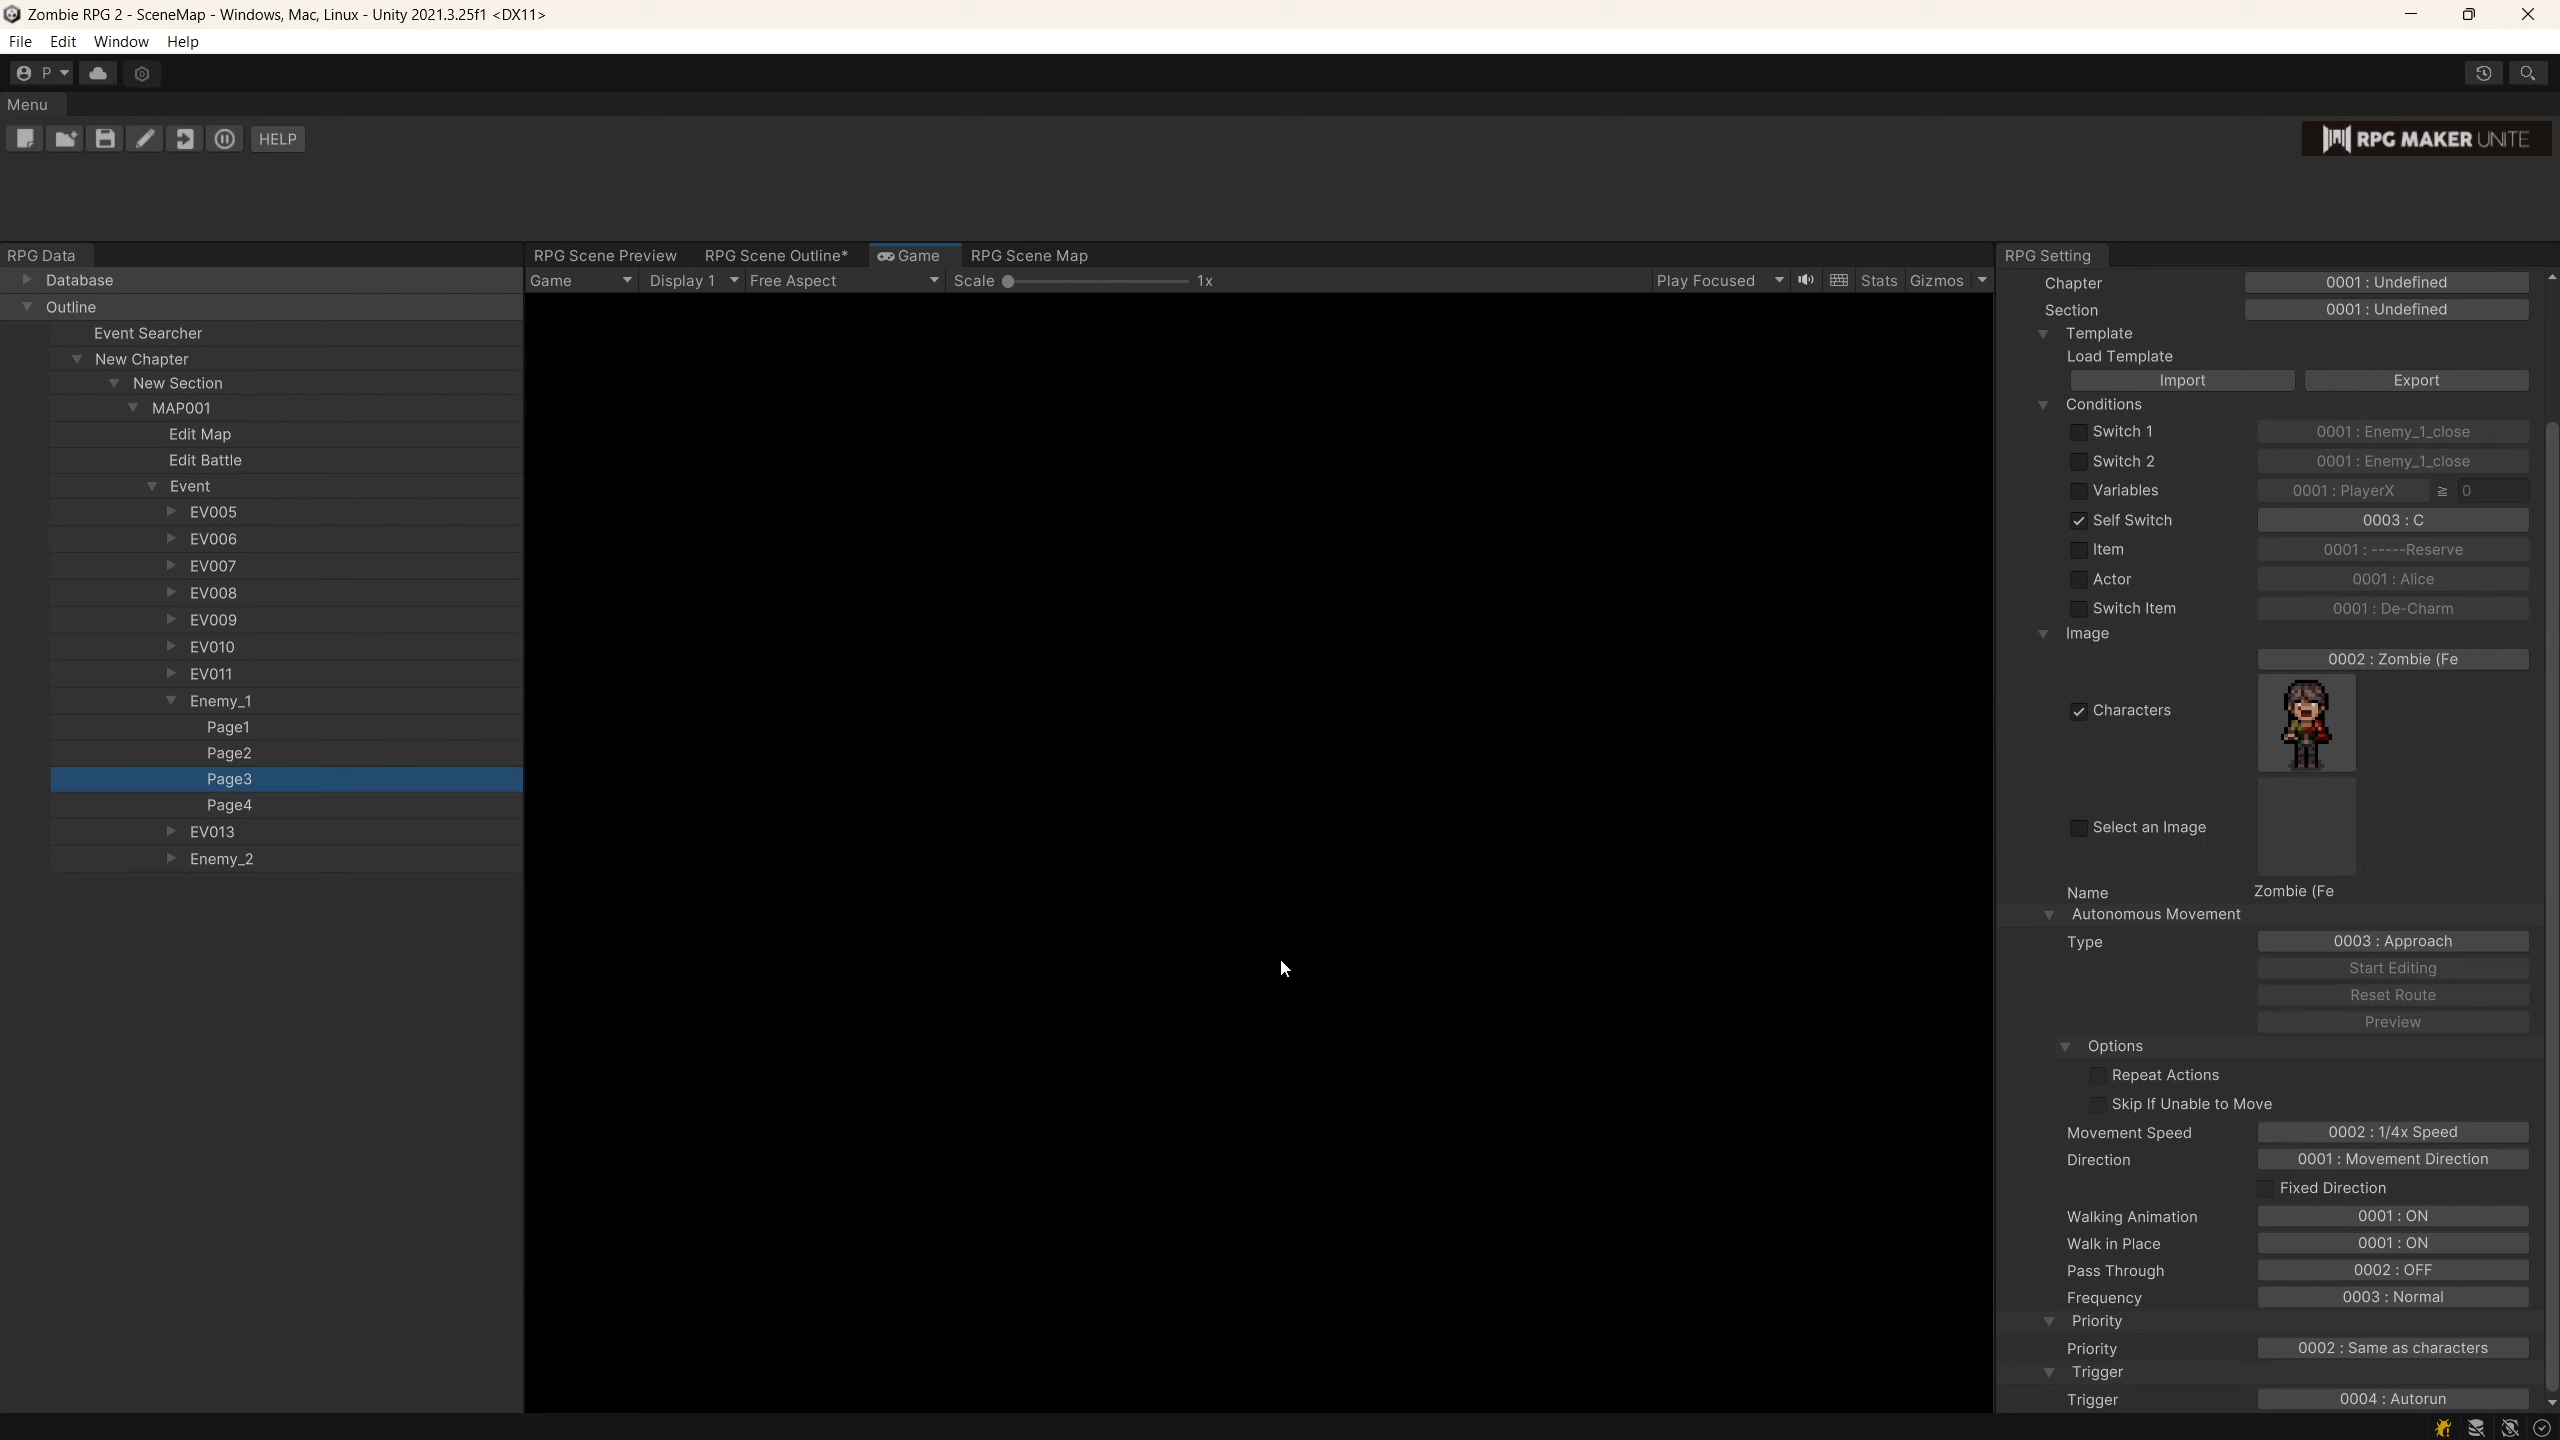 Zombie RPG 2 - SceneMap - Windows, Mac, Linux - Unity 2021.3.25f1 <DX11>
File Edit Window Help
P
Menu
HELP
RPG MAKER UNITE
RPG Data
Database
Outline
Event Searcher
New Chapter
New Section
MAP001
Edit Map
Edit Battle
Event
EV005
EV006
EV007
EV008
EV009
EV010
EV011
Enemy_1
Page1
Page2
Page3
Page4
EV013
Enemy_2
RPG Scene Preview RPG Scene Outline* Game RPG Scene Map
Game Display 1 Free Aspect Scale 1x Play Focused Stats Gizmos
RPG Setting
Chapter 0001 : Undefined
Section 0001 : Undefined
Template
Load Template
Import Export
Conditions
Switch 1 0001 : Enemy_1_close
Switch 2 0001 : Enemy_1_close
Variables 0001 : PlayerX ≧ 0
Self Switch 0003 : C
Item 0001 : -----Reserve
Actor 0001 : Alice
Switch Item 0001 : De-Charm
Image
0002 : Zombie (Fe
Characters
Select an Image
Name Zombie (Fe
Autonomous Movement
Type 0003 : Approach
Start Editing
Reset Route
Preview
Options
Repeat Actions
Skip If Unable to Move
Movement Speed 0002 : 1/4x Speed
Direction 0001 : Movement Direction
Fixed Direction
Walking Animation 0001 : ON
Walk in Place 0001 : ON
Pass Through 0002 : OFF
Frequency 0003 : Normal
Priority
Priority 0002 : Same as characters
Trigger
Trigger 0004 : Autorun